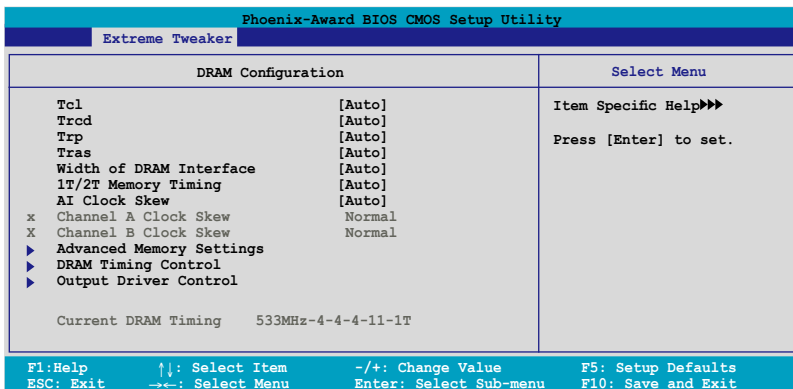 Phoenix-Award BIOS CMOS Setup Utility
Extreme Tweaker
DRAM Configuration
Select Menu
Tcl [Auto]
Trcd [Auto]
Trp [Auto]
Tras [Auto]
Width of DRAM Interface [Auto]
1T/2T Memory Timing [Auto]
AI Clock Skew [Auto]
x Channel A Clock Skew Normal
X Channel B Clock Skew Normal
Advanced Memory Settings
DRAM Timing Control
Output Driver Control
Current DRAM Timing 533MHz-4-4-4-11-1T
Item Specific Help
Press [Enter] to set.
F1:Help ↑↓: Select Item -/+: Change Value F5: Setup Defaults
ESC: Exit →←: Select Menu Enter: Select Sub-menu F10: Save and Exit